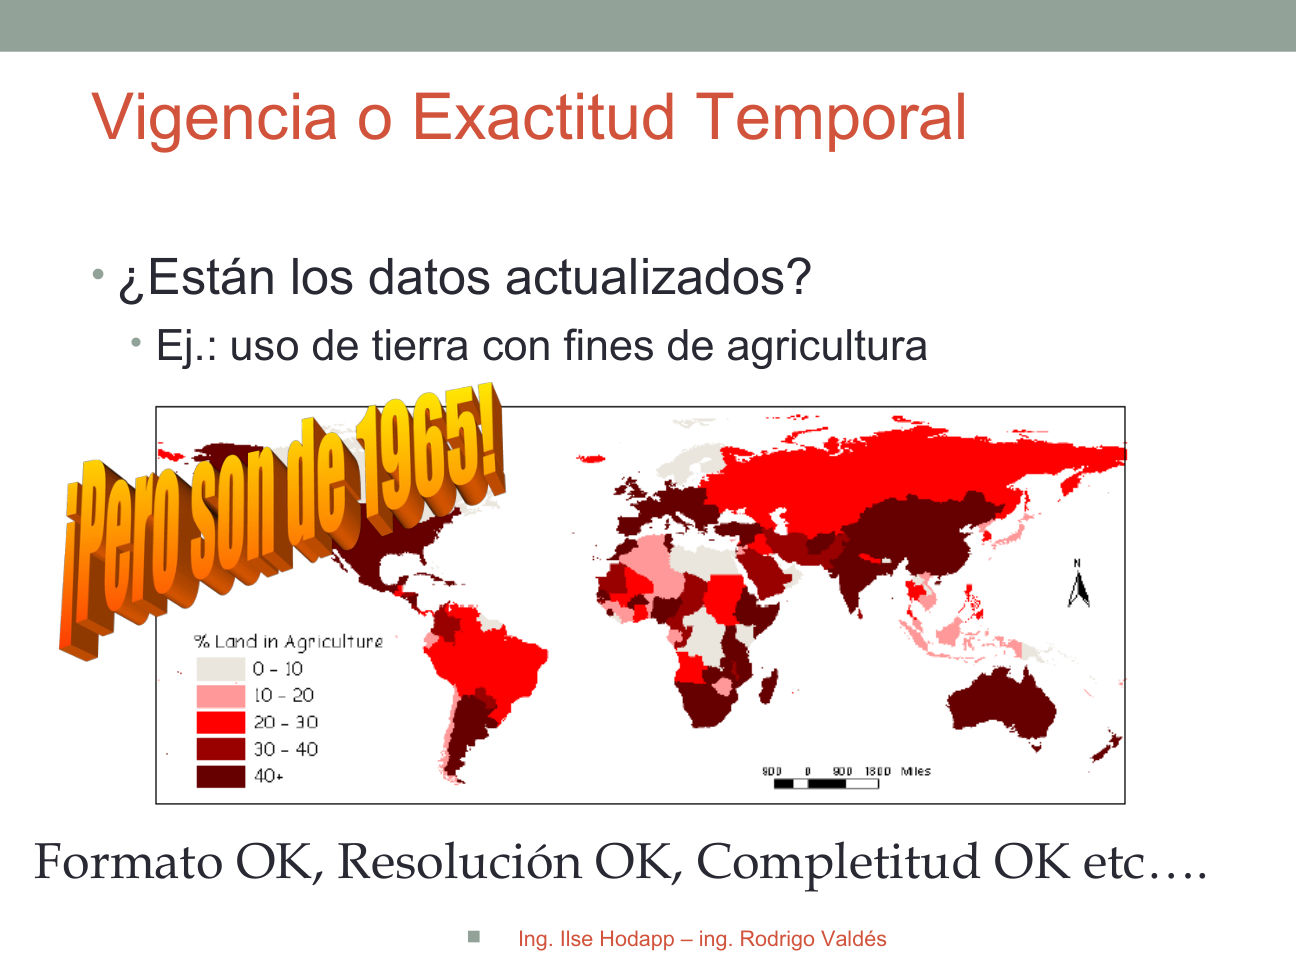 Vigencia o Exactitud Temporal
• ¿Están los datos actualizados?
• Ej.: uso de tierra con fines de agricultura
¡Pero son de 1965!
N
% Land in Agriculture
0 - 10
10 - 20
20 - 30
30 - 40
40+
900 0 900 1800 Miles
Formato OK, Resolución OK, Completitud OK etc….
Ing. Ilse Hodapp – ing. Rodrigo Valdés